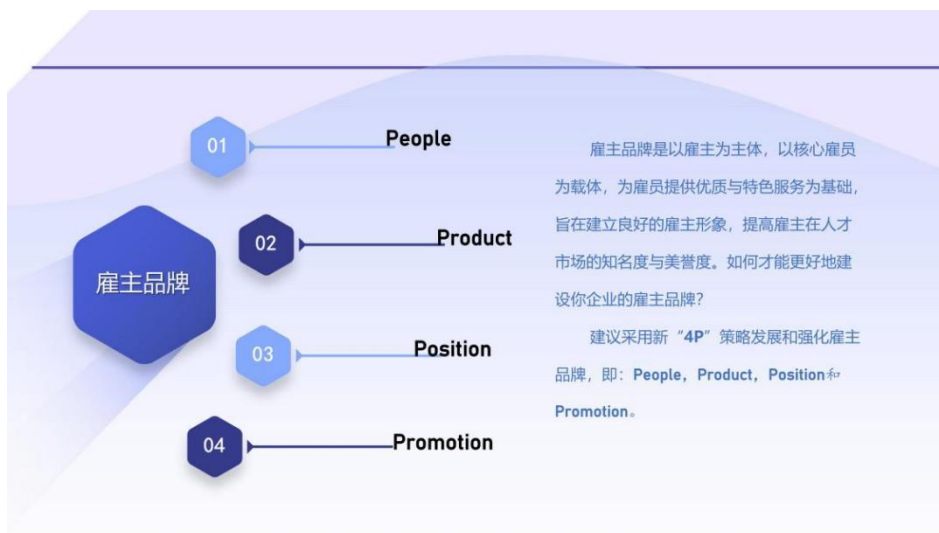 雇主品牌
01
People
02
Product
03
Position
04
Promotion
雇主品牌是以雇主为主体，以核心雇员
为载体，为雇员提供优质与特色服务为基础，
旨在建立良好的雇主形象，提高雇主在人才
市场的知名度与美誉度。如何才能更好地建
设你企业的雇主品牌？
建议采用新“4P”策略发展和强化雇主
品牌，即：People，Product，Position和
Promotion。